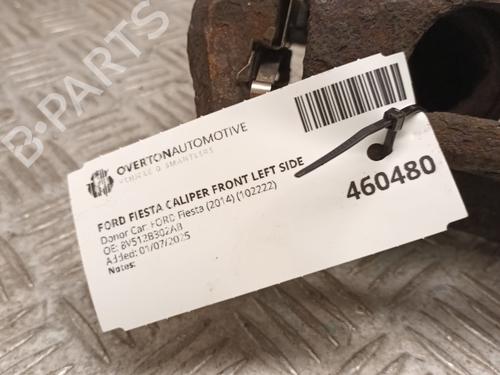 B-PARTS
OVERTONAUTOMOTIVE
VEHICLE DISMANTLERS
FORD FIESTA CALIPER FRONT LEFT SIDE
Donor Car: FORD Fiesta (2014) (102222)
OE: 8V512B302AB
Added: 01/07/2025
Notes:
460480